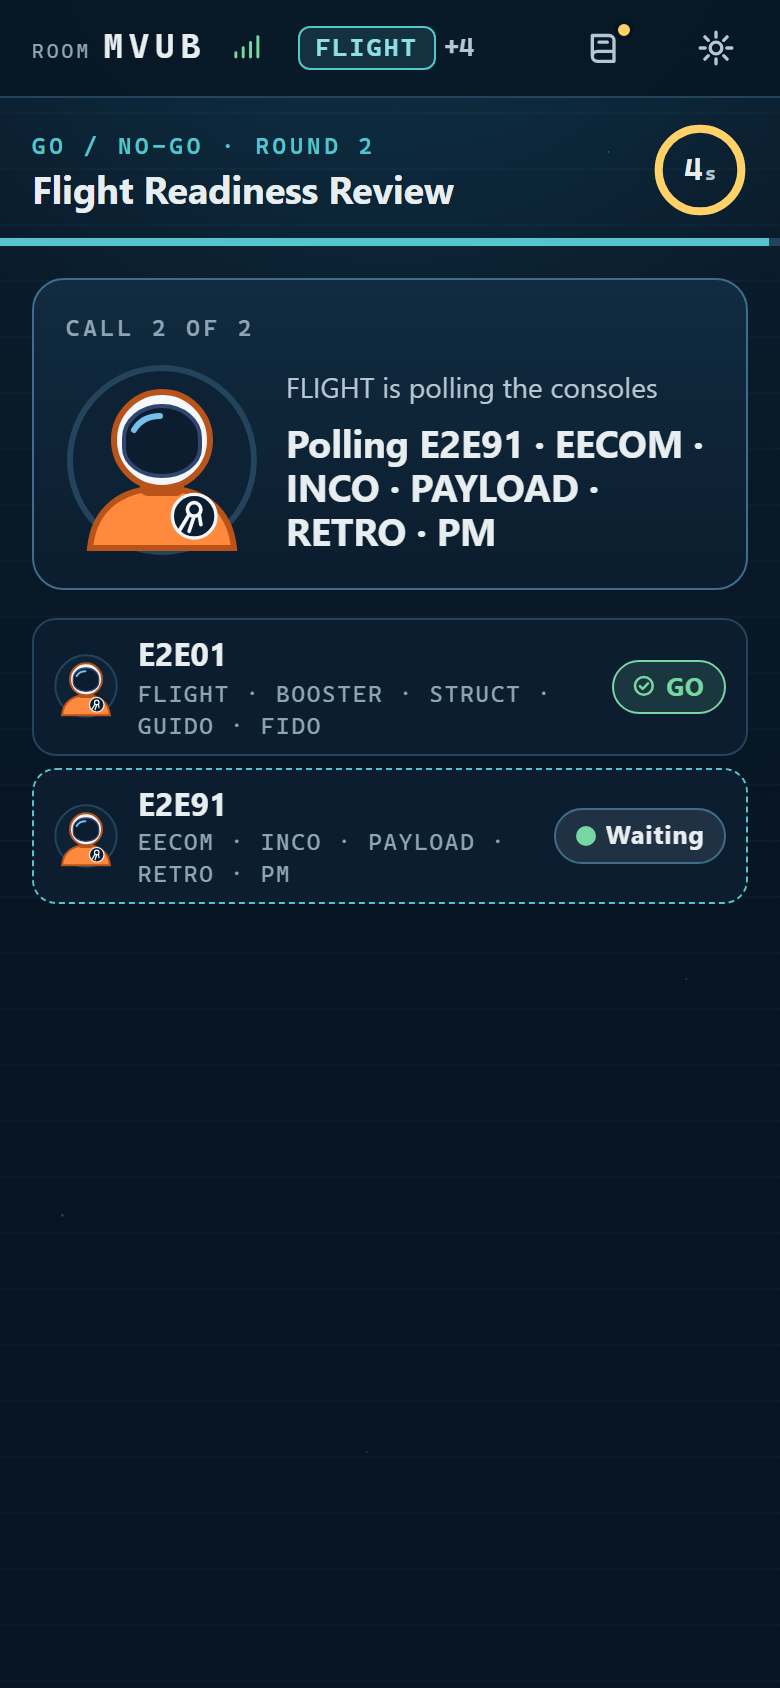 ROOM MVUB FLIGHT +4
GO / NO-GO · ROUND 2
Flight Readiness Review
4s
CALL 2 OF 2
FLIGHT is polling the consoles
Polling E2E91 · EECOM ·
INCO · PAYLOAD ·
RETRO · PM
E2E01
FLIGHT · BOOSTER · STRUCT ·
GUIDO · FIDO
GO
E2E91
EECOM · INCO · PAYLOAD ·
RETRO · PM
Waiting